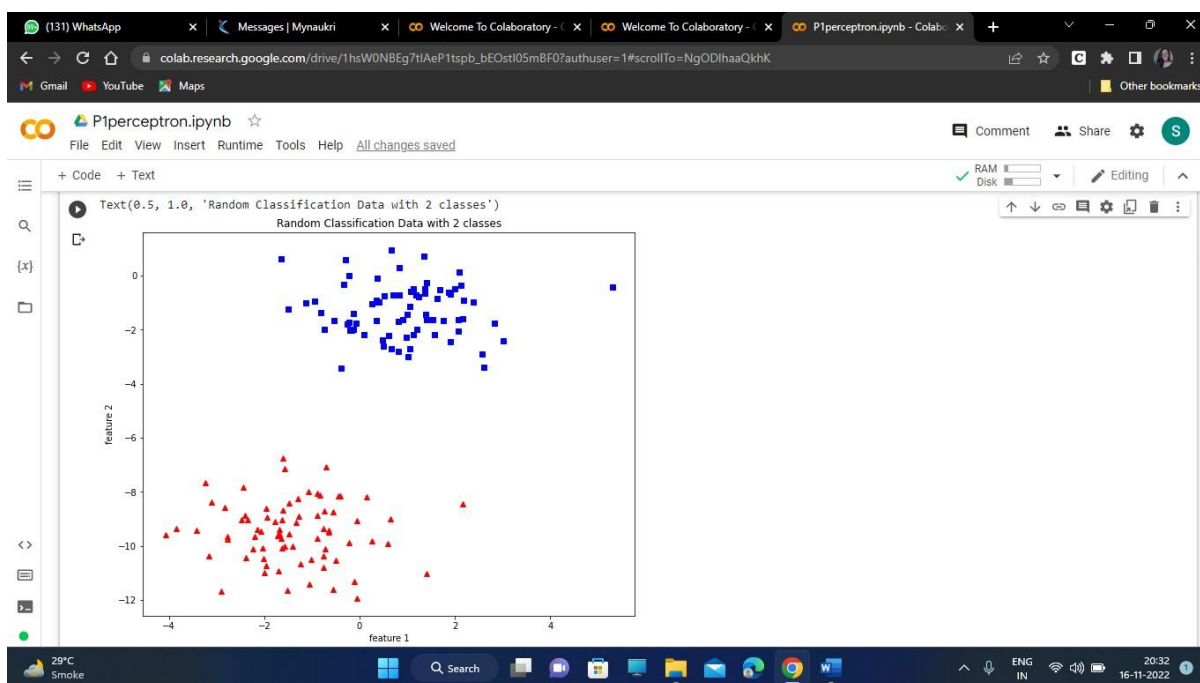 (131) WhatsApp
Messages | Mynaukri
Welcome To Colaboratory -
Welcome To Colaboratory -
P1perceptron.ipynb - Colabo
colab.research.google.com/drive/1hsW0NBEg7tlAeP1tspb_bEOstl05mBF0?authuser=1#scrollTo=NgODIhaaQkhK
Gmail YouTube Maps Other bookmarks
P1perceptron.ipynb
Comment Share S
File Edit View Insert Runtime Tools Help All changes saved
+ Code + Text RAM Disk Editing
Text(0.5, 1.0, 'Random Classification Data with 2 classes')
Random Classification Data with 2 classes
{x}
0
−2
−4
−6
−8
−10
−12
feature 2
−4 −2 0 2 4
feature 1
29°C
Smoke
Search
ENG
IN
20:32
16-11-2022
1